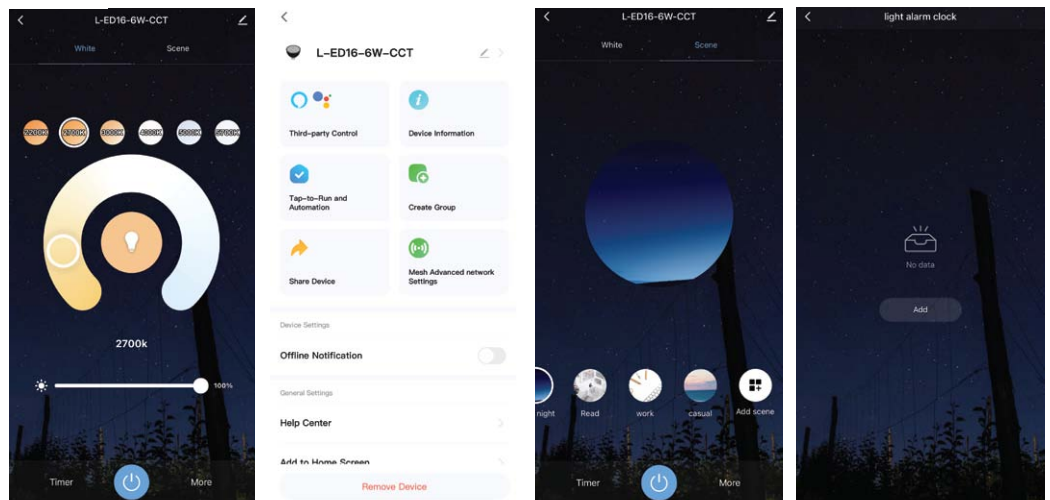 L-ED16-6W-CCT
White Scene
2200K 2700K 3000K 4000K 5000K 5700K
2700k
100%
Timer More
L-ED16-6W-CCT
Third-party Control Device Information
Tap-to-Run and
Automation
Create Group
Share Device
Mesh Advanced network
Settings
Device Settings
Offline Notification
General Settings
Help Center
Add to Home Screen
Remove Device
L-ED16-6W-CCT
White Scene
night Read work casual Add scene
Timer More
light alarm clock
No data
Add